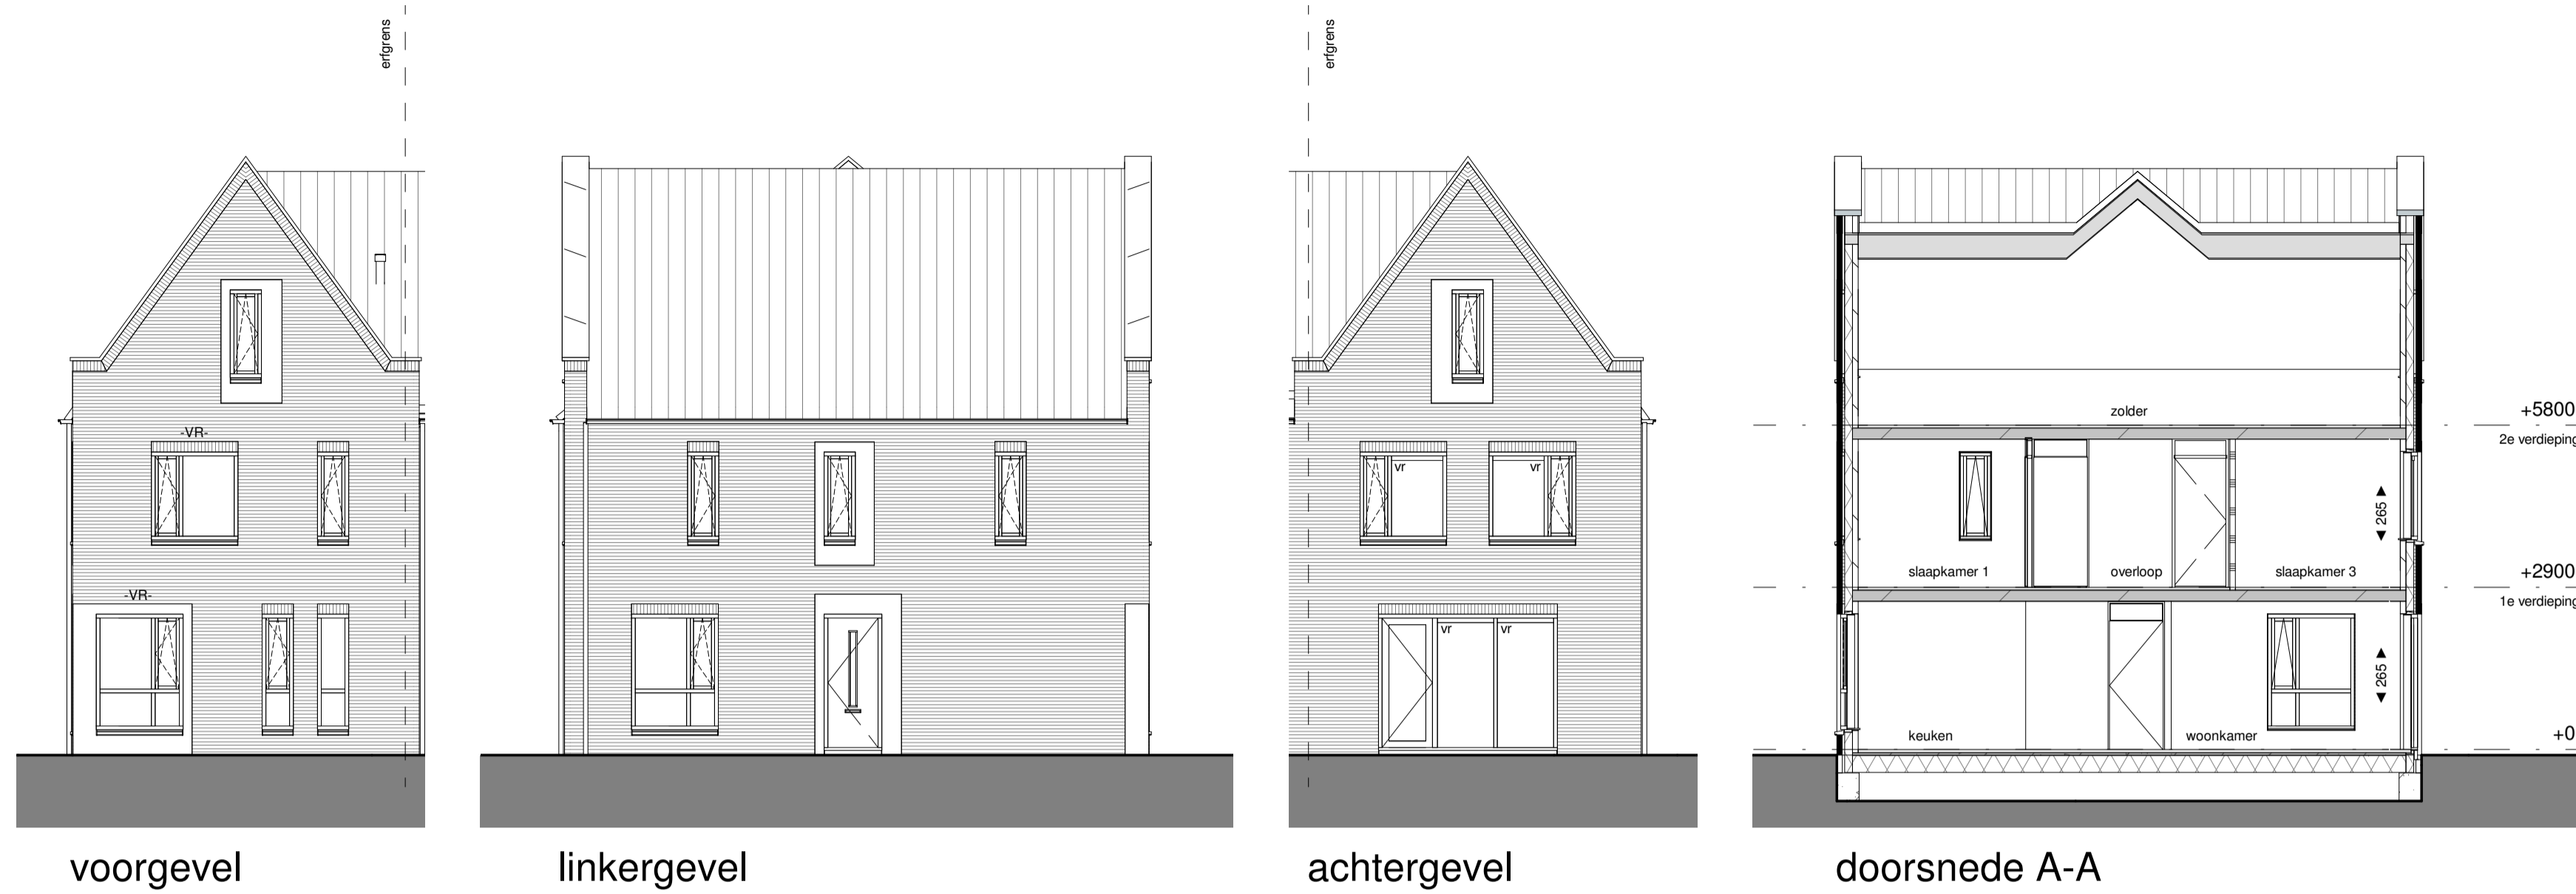 erfgrens
erfgrens
-VR-
-VR-
vr
vr
vr
vr
zolder
+5800
2e verdieping
265
slaapkamer 1
overloop
slaapkamer 3
+2900
1e verdieping
265
keuken
woonkamer
+0
voorgevel
linkergevel
achtergevel
doorsnede A-A